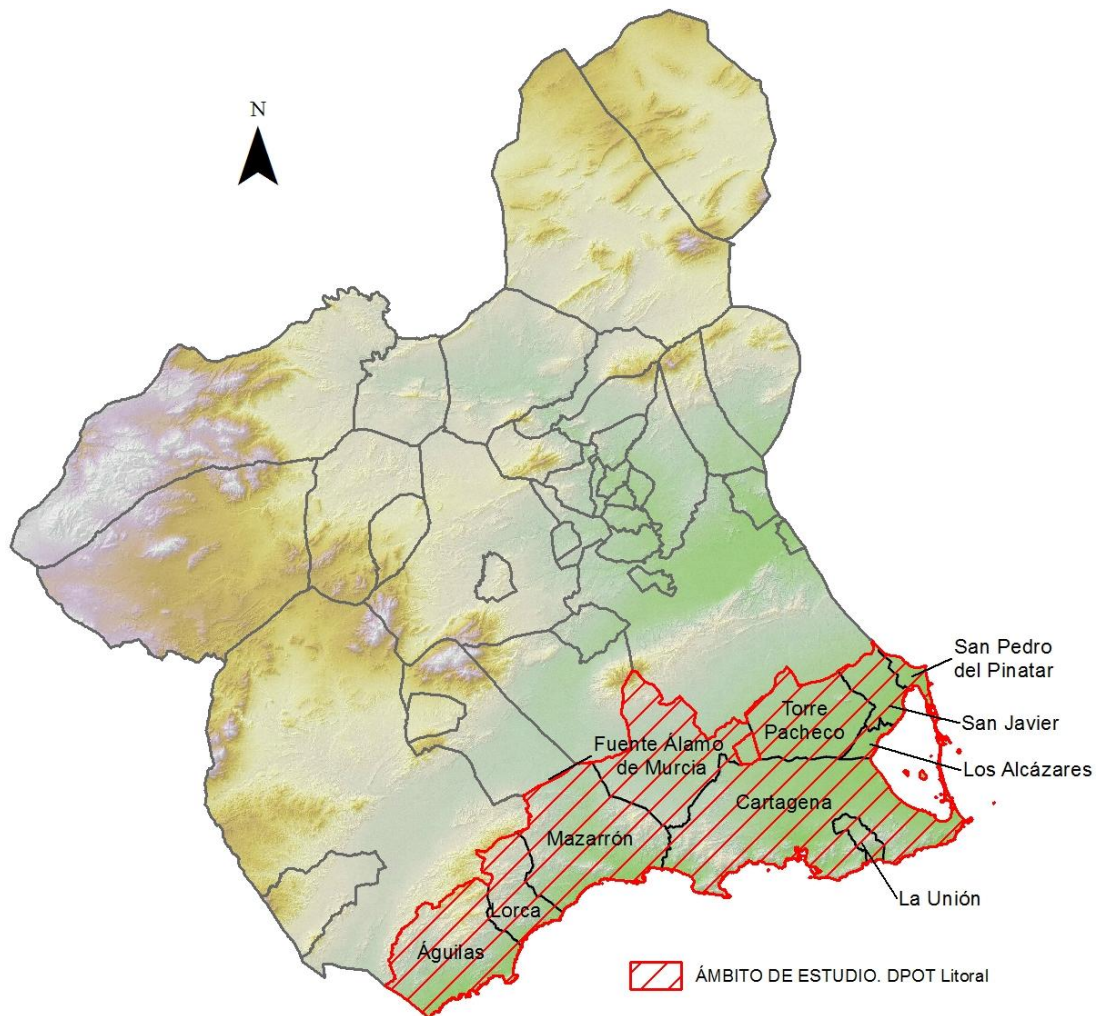 N
San Pedro
del Pinatar
San Javier
Torre
Pacheco
Los Alcázares
Fuente Álamo
de Murcia
Cartagena
Mazarrón
La Unión
Lorca
Águilas
ÁMBITO DE ESTUDIO. DPOT Litoral